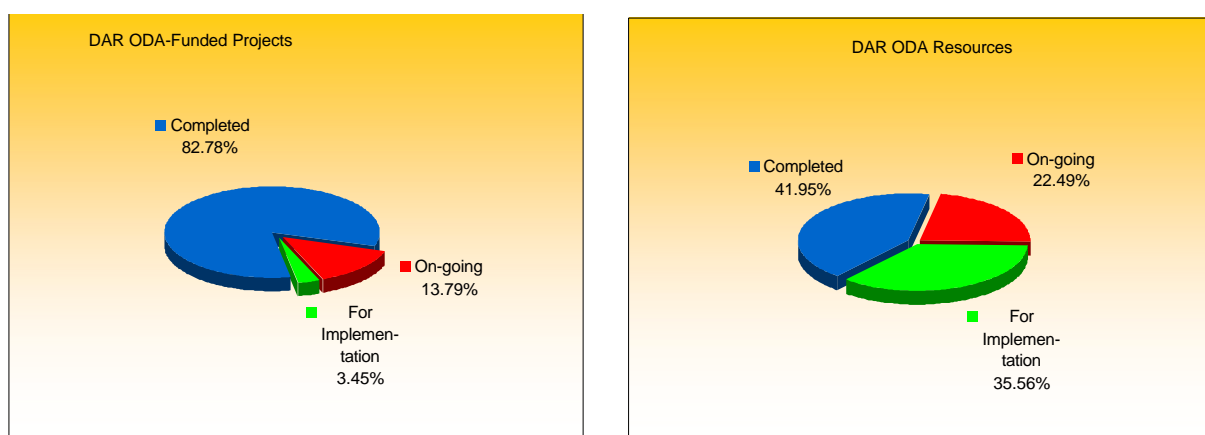 DAR ODA-Funded Projects
Completed
82.78%
On-going
13.79%
For
Implemen-
tation
3.45%
DAR ODA Resources
Completed
41.95%
On-going
22.49%
For
Implemen-
tation
35.56%